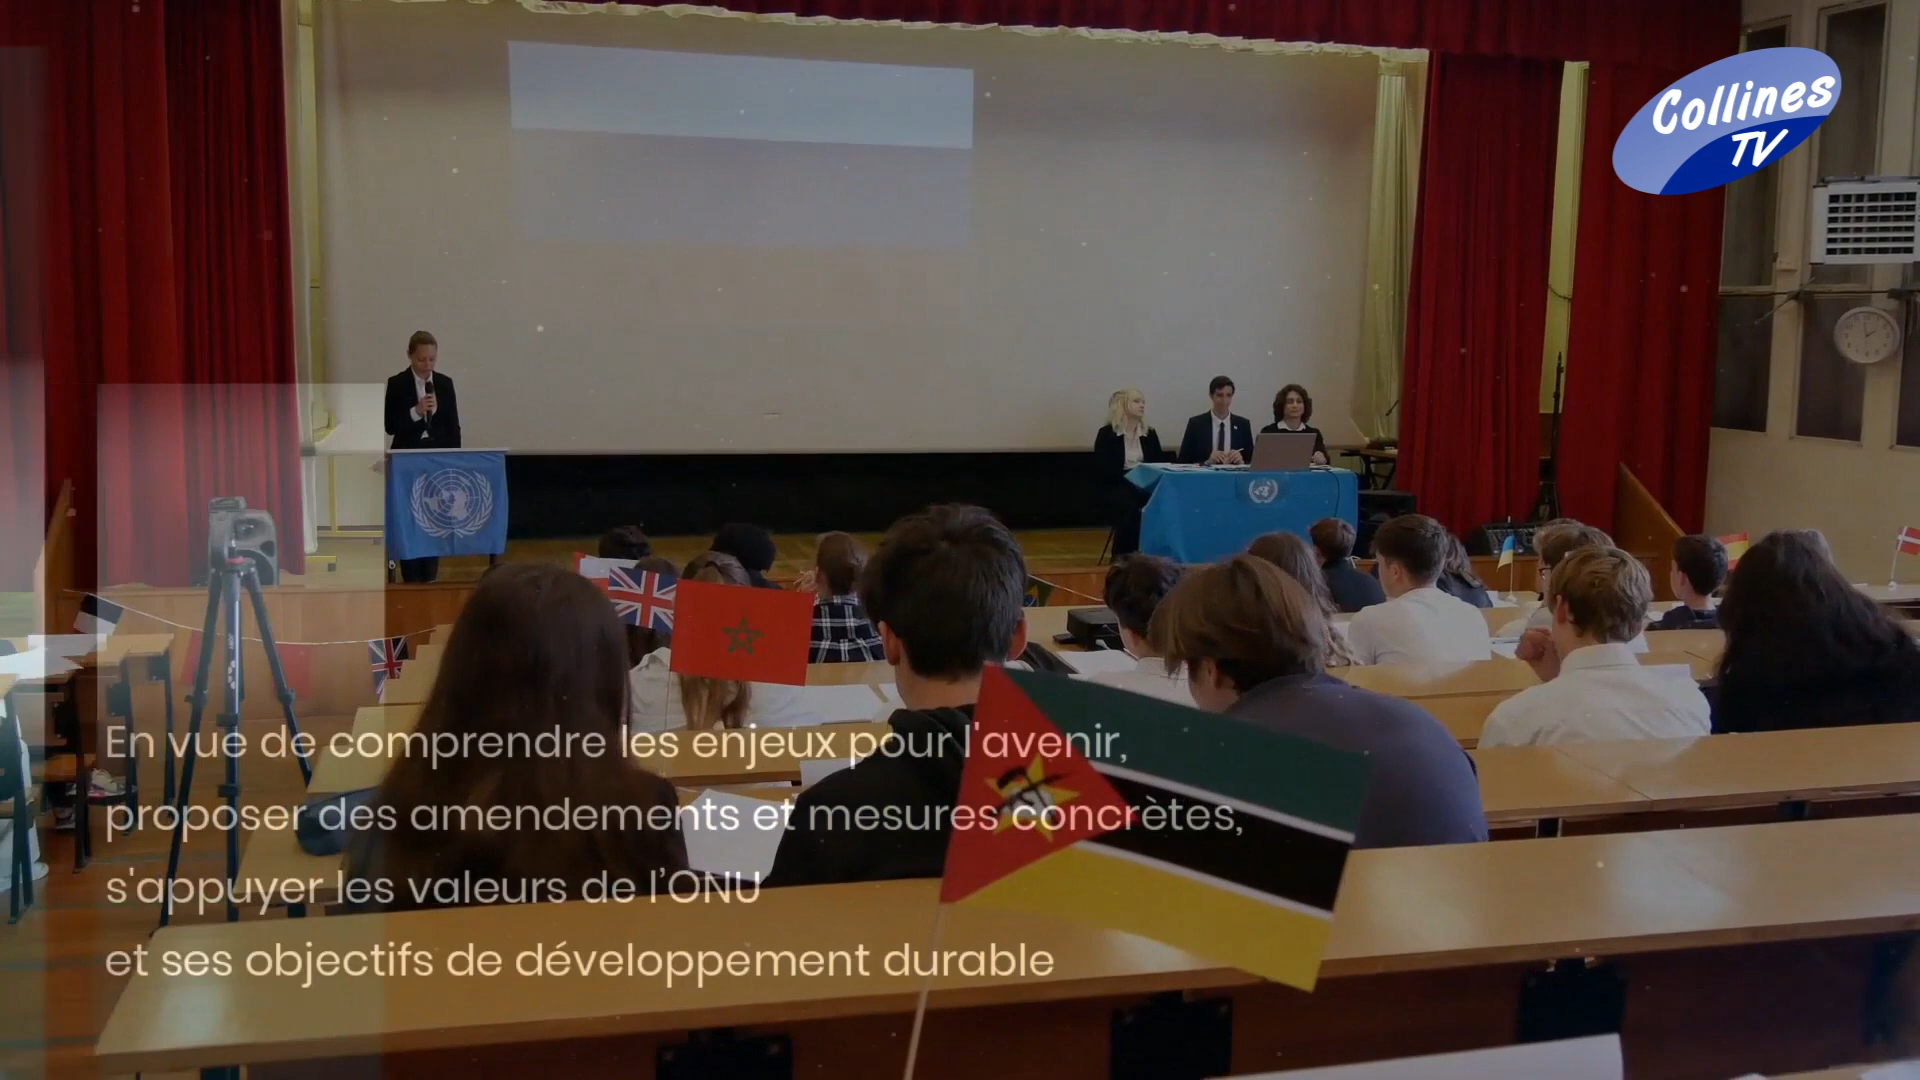 Collines
TV
En vue de comprendre les enjeux pour l'avenir,
proposer des amendements et mesures concrètes,
s'appuyer les valeurs de l’ONU
et ses objectifs de développement durable